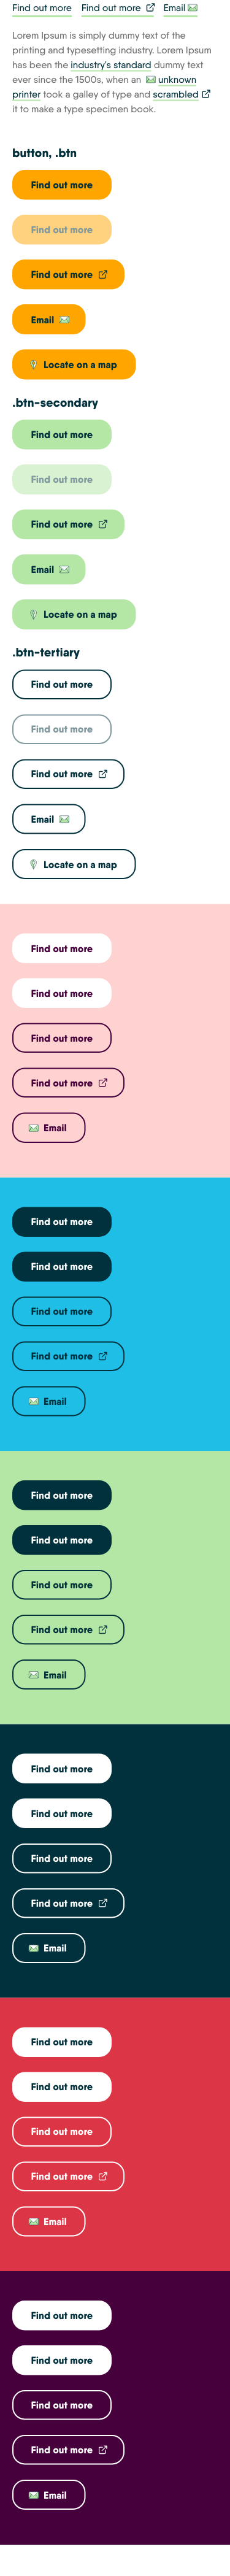 Find out more Find out more Email
Lorem Ipsum is simply dummy text of the
printing and typesetting industry. Lorem Ipsum
has been the industry's standard dummy text
ever since the 1500s, when an unknown
printer took a galley of type and scrambled
it to make a type specimen book.
button, .btn
Find out more
Find out more
Find out more
Email
Locate on a map
.btn-secondary
Find out more
Find out more
Find out more
Email
Locate on a map
.btn-tertiary
Find out more
Find out more
Find out more
Email
Locate on a map
Find out more
Find out more
Find out more
Find out more
Email
Find out more
Find out more
Find out more
Find out more
Email
Find out more
Find out more
Find out more
Find out more
Email
Find out more
Find out more
Find out more
Find out more
Email
Find out more
Find out more
Find out more
Find out more
Email
Find out more
Find out more
Find out more
Find out more
Email